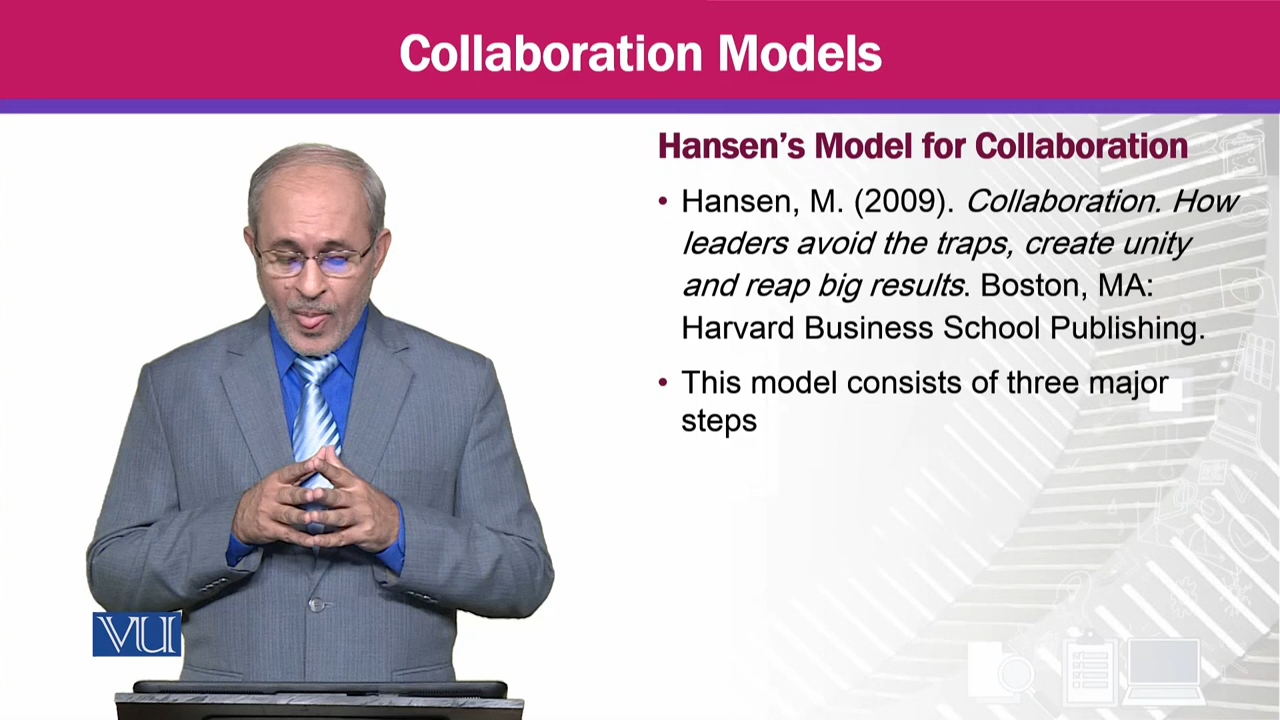 Collaboration Models
Hansen’s Model for Collaboration
• Hansen, M. (2009). Collaboration. How
leaders avoid the traps, create unity
and reap big results. Boston, MA:
Harvard Business School Publishing.
• This model consists of three major
steps
VU